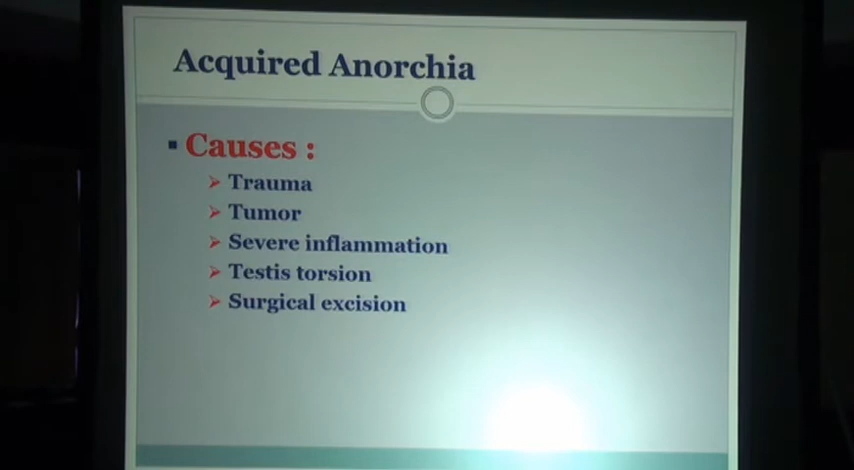 Acquired Anorchia
Causes :
Trauma
Tumor
Severe inflammation
Testis torsion
Surgical excision